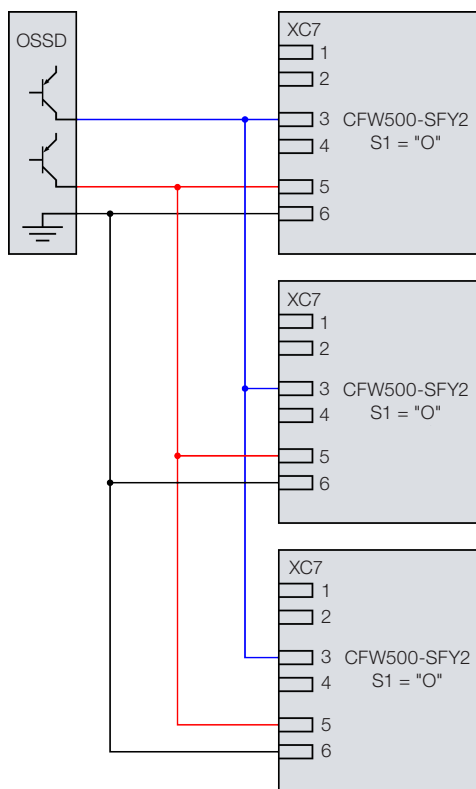 OSSD
XC7
1
2
3 CFW500-SFY2
S1 = "O"
4
5
6
XC7
1
2
3 CFW500-SFY2
S1 = "O"
4
5
6
XC7
1
2
3 CFW500-SFY2
S1 = "O"
4
5
6